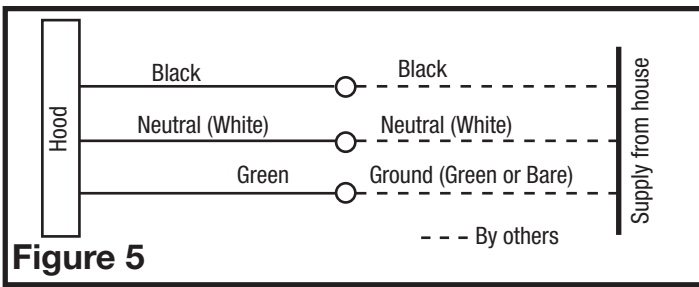 Hood
Black
Black
Neutral (White)
Neutral (White)
Green
Ground (Green or Bare)
Supply from house
- - - By others
Figure 5